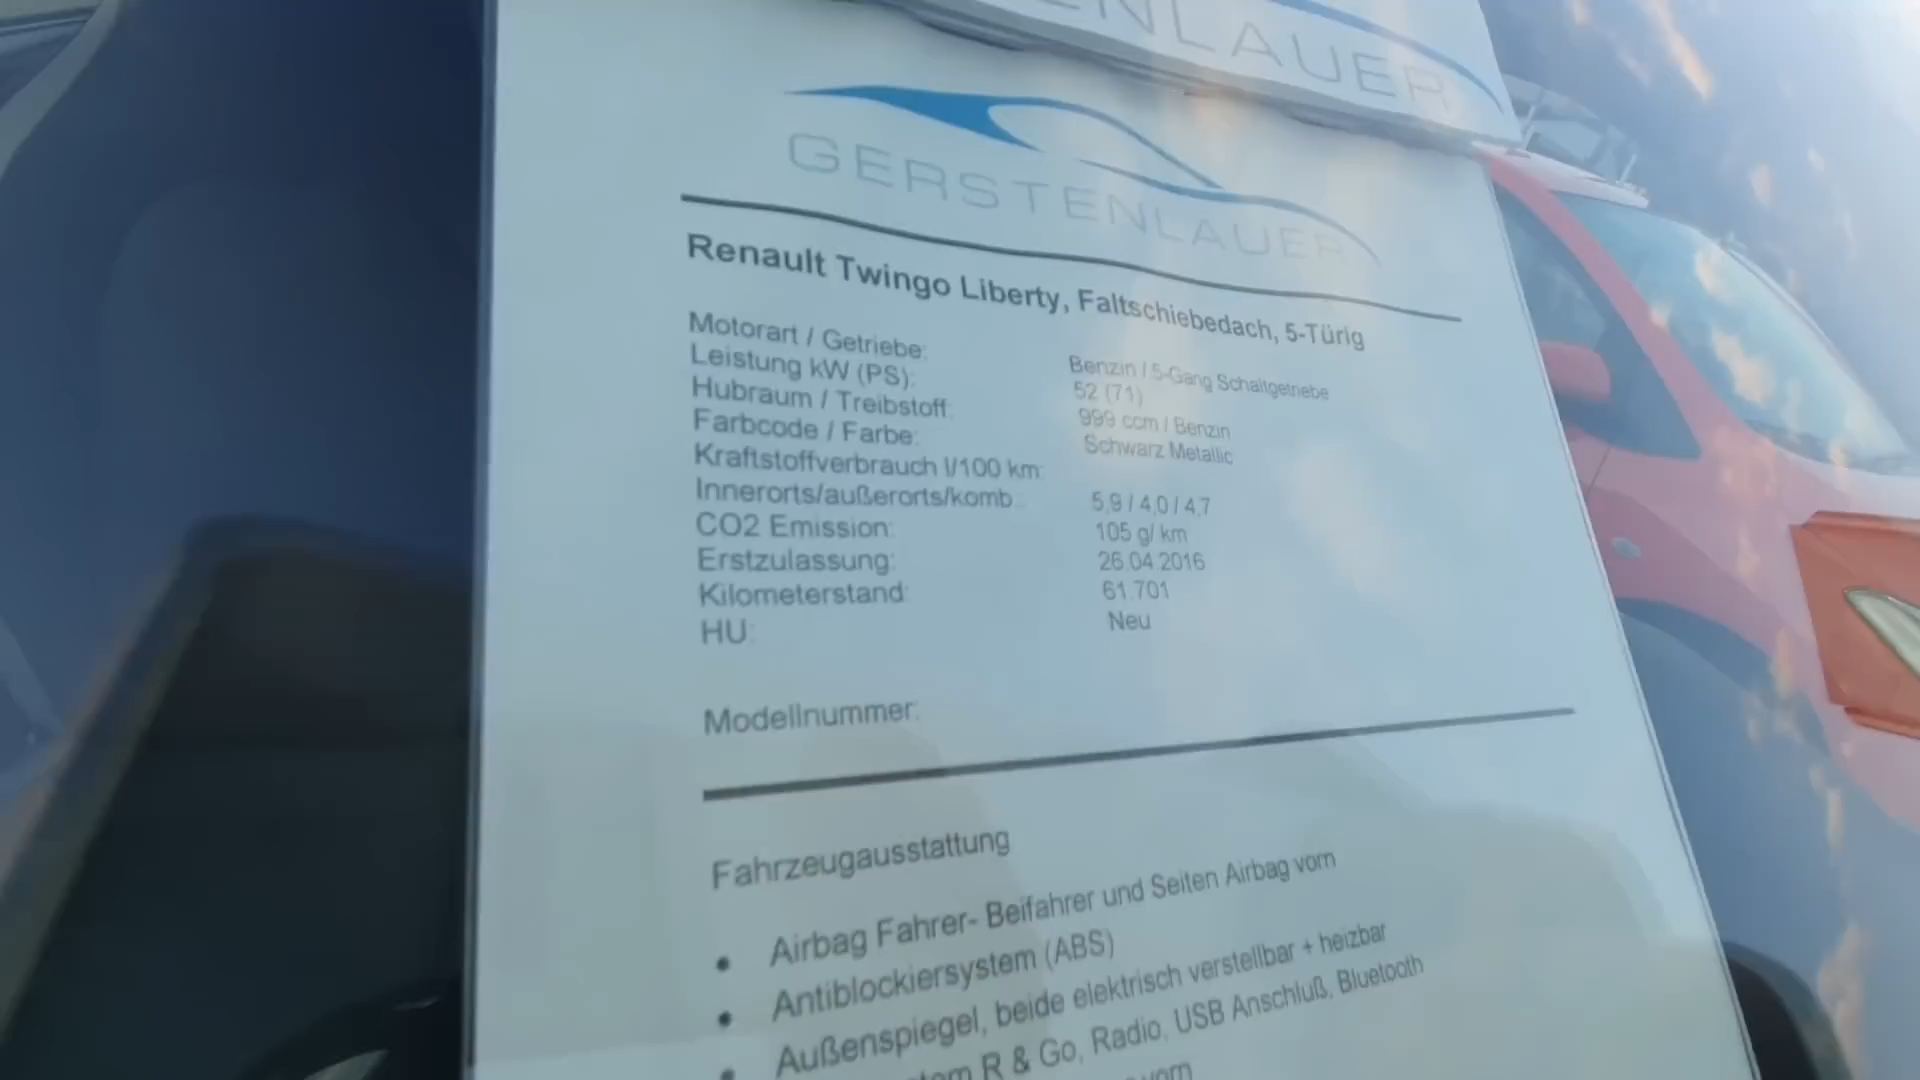 ENLAUER
GERSTENLAUER
Renault Twingo Liberty, Faltschiebedach, 5-Türig
Motorart / Getriebe: Benzin / 5-Gang Schaltgetriebe
Leistung kW (PS): 52 (71)
Hubraum / Treibstoff: 999 ccm / Benzin
Farbcode / Farbe: Schwarz Metallic
Kraftstoffverbrauch l/100 km:
Innerorts/außerorts/komb.: 5,9 / 4,0 / 4,7
CO2 Emission: 105 g/ km
Erstzulassung: 26.04.2016
Kilometerstand: 61.701
HU: Neu
Modellnummer:
Fahrzeugausstattung
• Airbag Fahrer- Beifahrer und Seiten Airbag vorn
• Antiblockiersystem (ABS)
• Außenspiegel, beide elektrisch verstellbar + heizbar
R & Go, Radio, USB Anschluß, Bluetooth
vorn